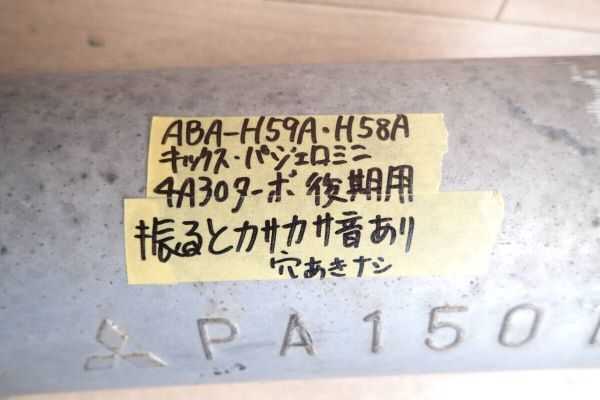 ABA-H59A・H58A
キックス・パジェロミニ
4A30ターボ 後期用
振るとカサカサ音あり
穴あきナシ
PA150